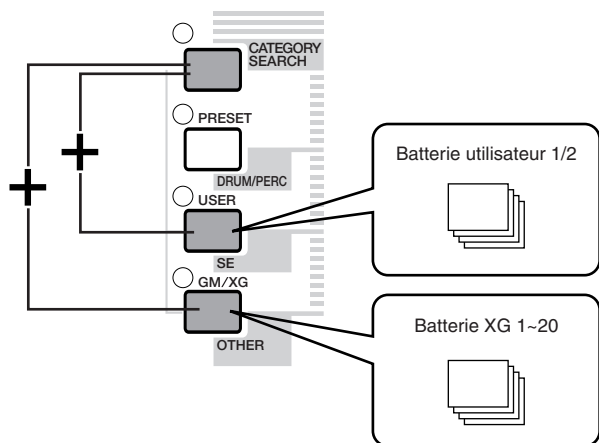 CATEGORY
SEARCH
PRESET
DRUM/PERC
USER
SE
GM/XG
OTHER
Batterie utilisateur 1/2
Batterie XG 1~20